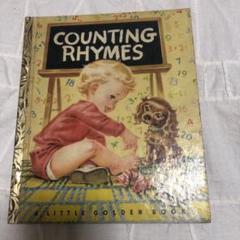 COUNTING
RHYMES
A LITTLE GOLDEN BOOK